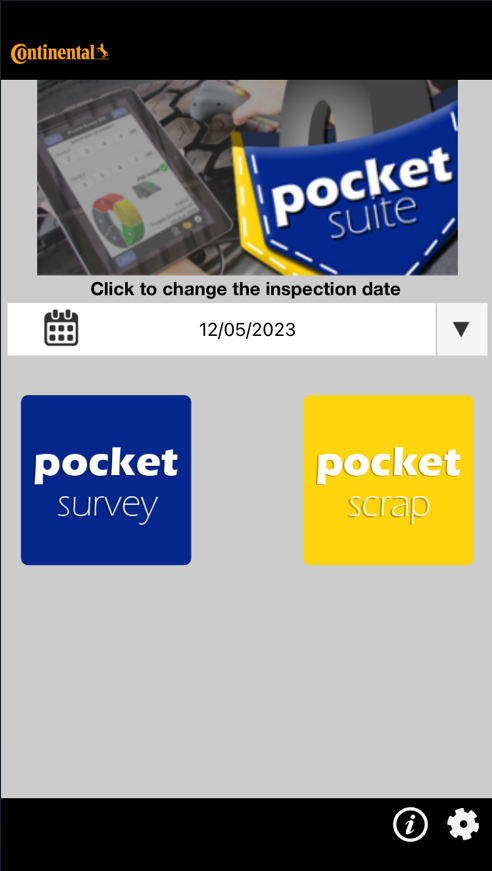 Continental
pocket
suite
Click to change the inspection date
12/05/2023
pocket
survey
pocket
scrap